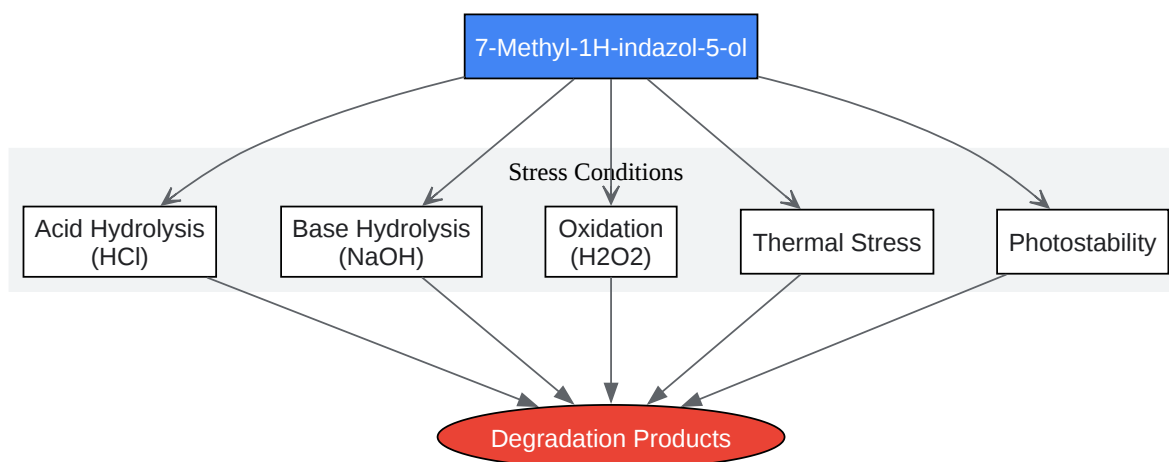 7-Methyl-1H-indazol-5-ol
Stress Conditions
Acid Hydrolysis
(HCl)
Base Hydrolysis
(NaOH)
Oxidation
(H2O2)
Thermal Stress
Photostability
Degradation Products